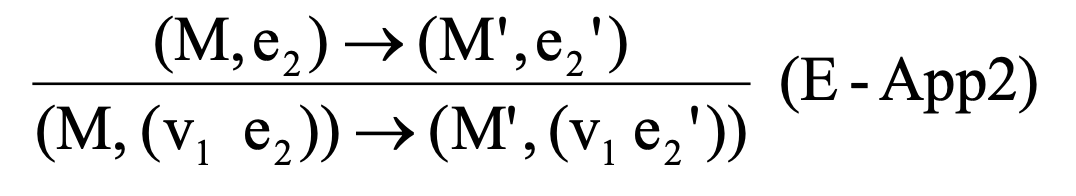 (M, e₂) → (M', e₂')
(E - App2)
(M, (v₁ e₂)) → (M', (v₁ e₂'))